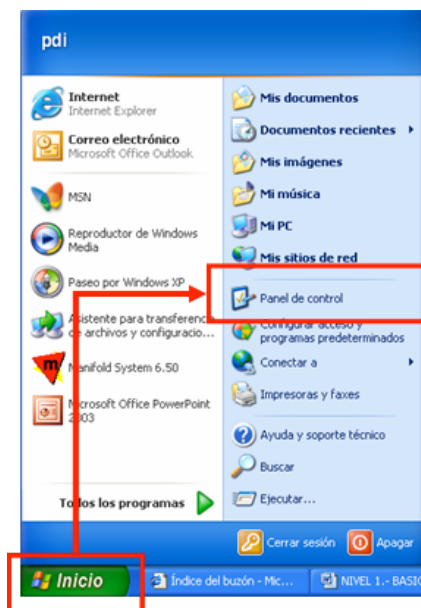 pdi
Internet
Internet Explorer
Correo electrónico
Microsoft Office Outlook
MSN
Reproductor de Windows
Media
Paseo por Windows XP
Asistente para transferencia
de archivos y configuracio...
Manifold System 6.50
Microsoft Office PowerPoint
2003
Todos los programas
Mis documentos
Documentos recientes
Mis imágenes
Mi música
Mi PC
Mis sitios de red
Panel de control
Configurar acceso y
programas predeterminados
Conectar a
Impresoras y faxes
Ayuda y soporte técnico
Buscar
Ejecutar...
Cerrar sesión
Apagar
Inicio
Índice del buzón - Mic...
NIVEL 1.- BASI